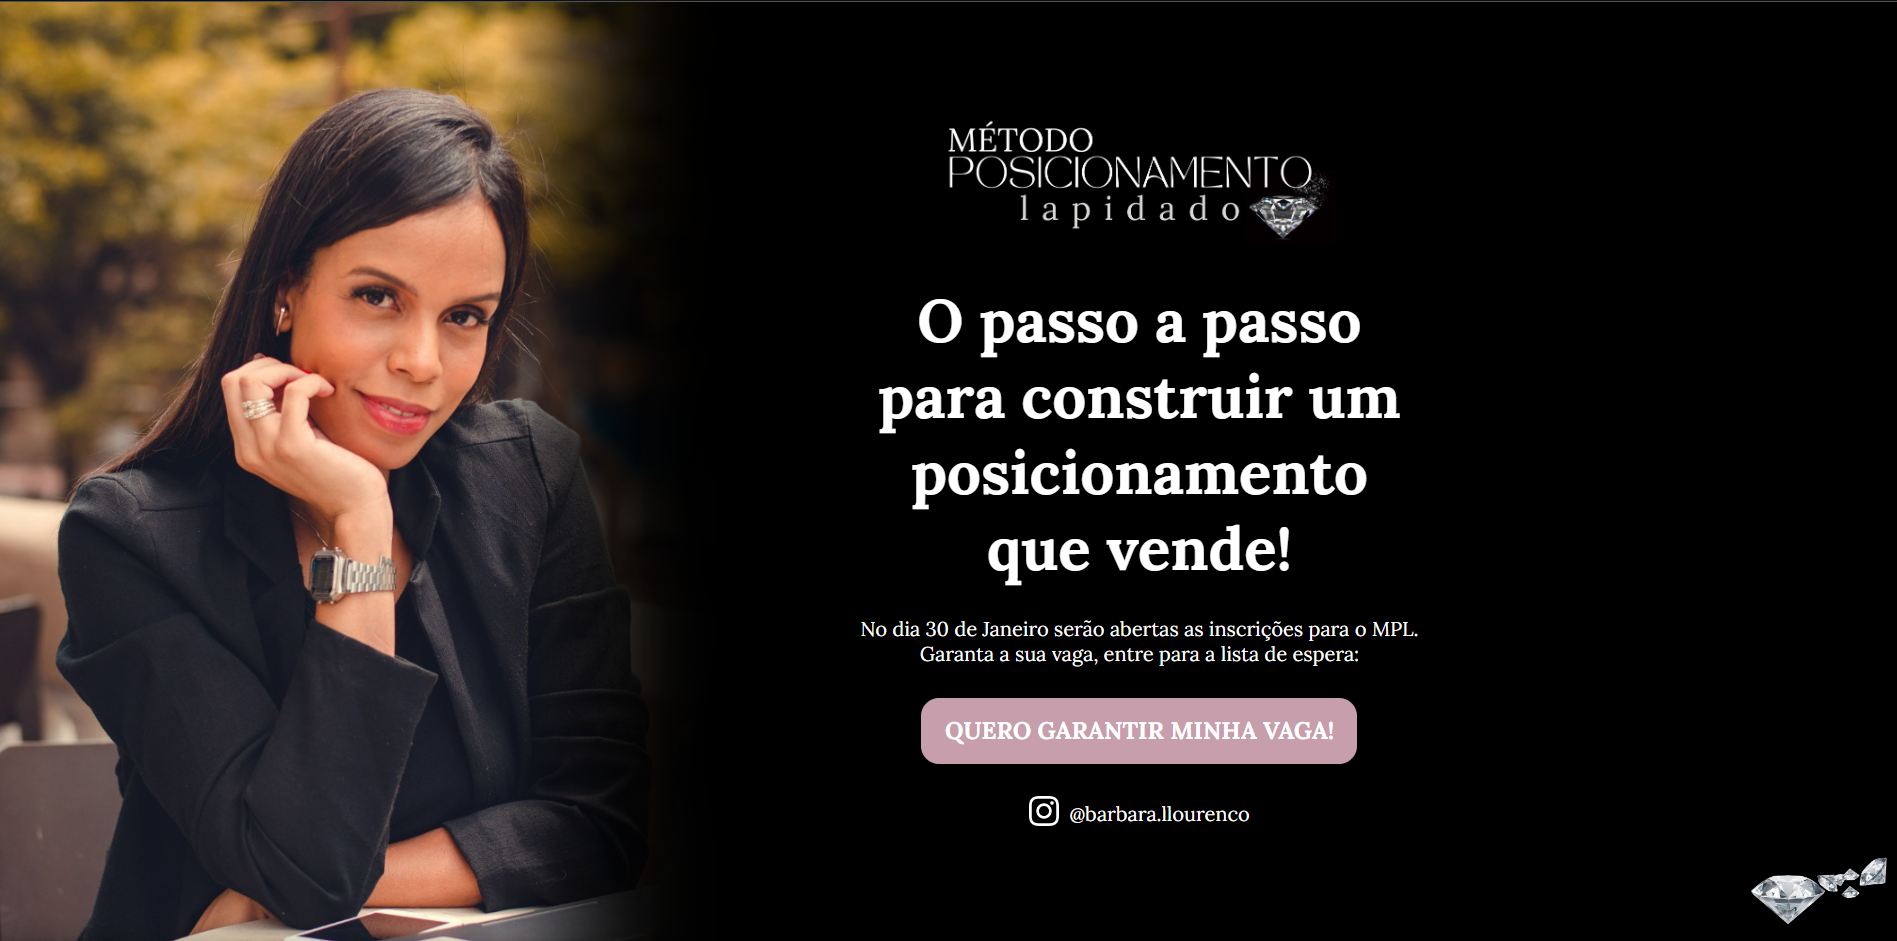 MÉTODO
POSICIONAMENTO
lapidado
O passo a passo
para construir um
posicionamento
que vende!
No dia 30 de Janeiro serão abertas as inscrições para o MPL.
Garanta a sua vaga, entre para a lista de espera:
QUERO GARANTIR MINHA VAGA!
@barbara.llourenco